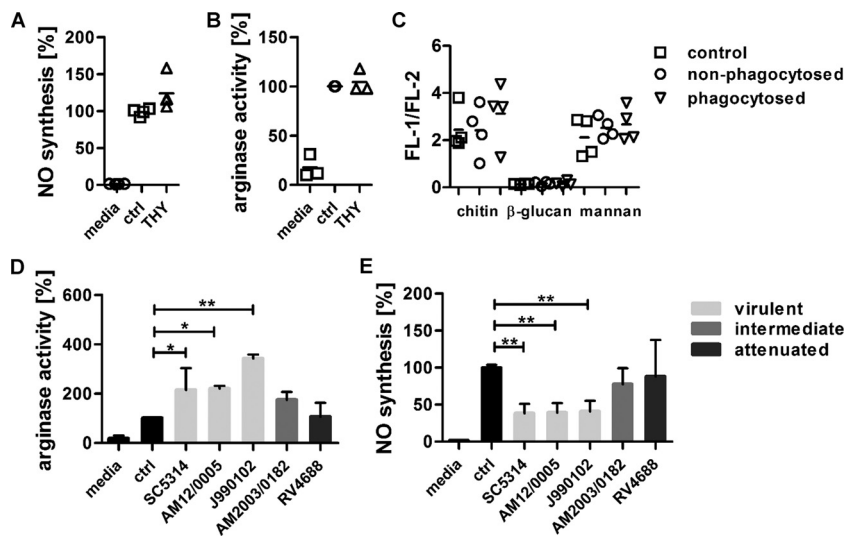 A
NO synthesis [%]
200
150
100
50
0
media
ctrl
THY
B
arginase activity [%]
150
100
50
0
media
ctrl
THY
C
FL-1/FL-2
6
4
2
0
chitin
β-glucan
mannan
control
non-phagocytosed
phagocytosed
D
arginase activity [%]
600
400
200
0
**
*
*
media
ctrl
SC5314
AM12/0005
J990102
AM2003/0182
RV4688
E
NO synthesis [%]
200
150
100
50
0
**
**
**
media
ctrl
SC5314
AM12/0005
J990102
AM2003/0182
RV4688
virulent
intermediate
attenuated